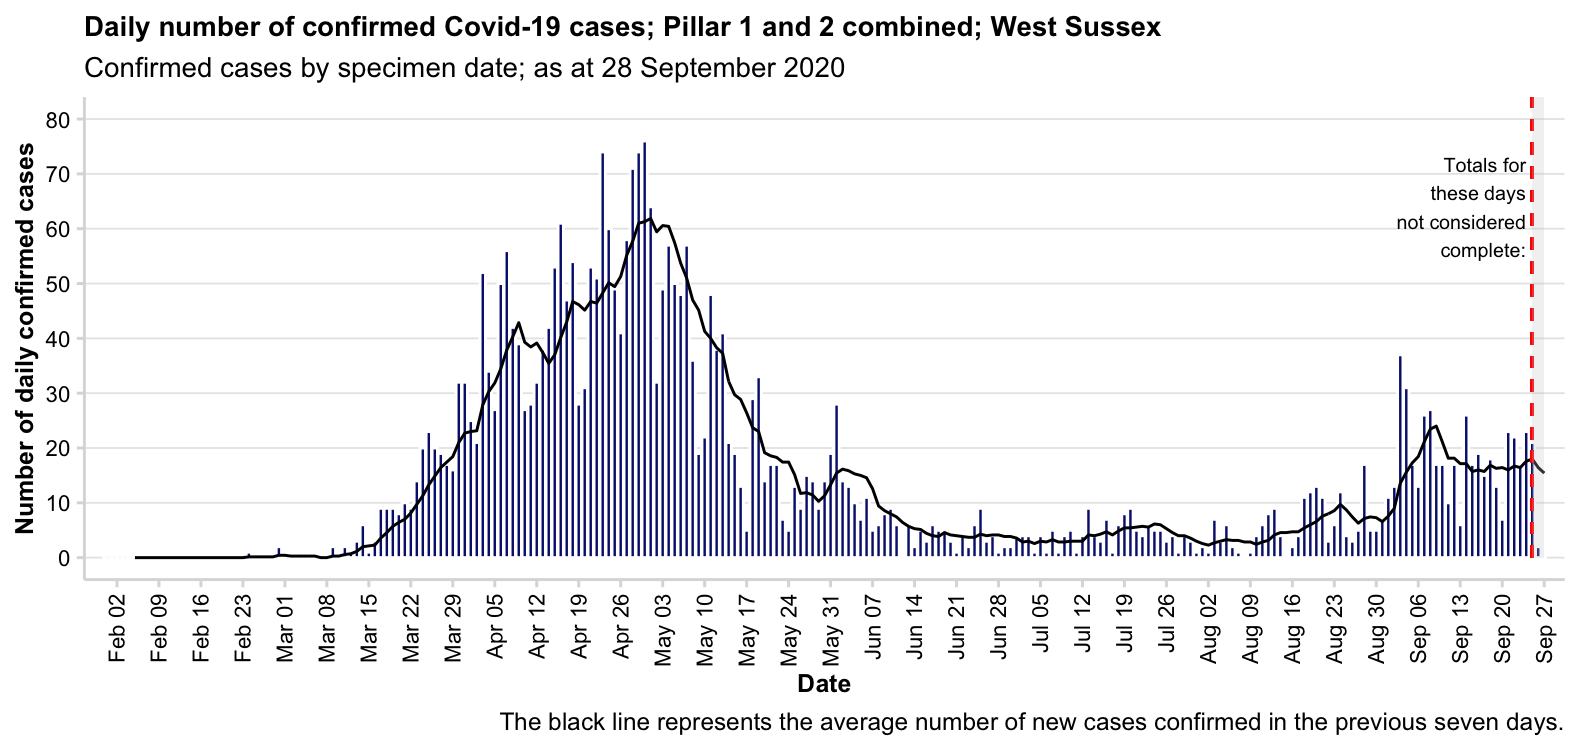 Daily number of confirmed Covid-19 cases; Pillar 1 and 2 combined; West Sussex
Confirmed cases by specimen date; as at 28 September 2020
Number of daily confirmed cases
80
70
60
50
40
30
20
10
0
Totals for
these days
not considered
complete:
Feb 02
Feb 09
Feb 16
Feb 23
Mar 01
Mar 08
Mar 15
Mar 22
Mar 29
Apr 05
Apr 12
Apr 19
Apr 26
May 03
May 10
May 17
May 24
May 31
Jun 07
Jun 14
Jun 21
Jun 28
Jul 05
Jul 12
Jul 19
Jul 26
Aug 02
Aug 09
Aug 16
Aug 23
Aug 30
Sep 06
Sep 13
Sep 20
Sep 27
Date
The black line represents the average number of new cases confirmed in the previous seven days.